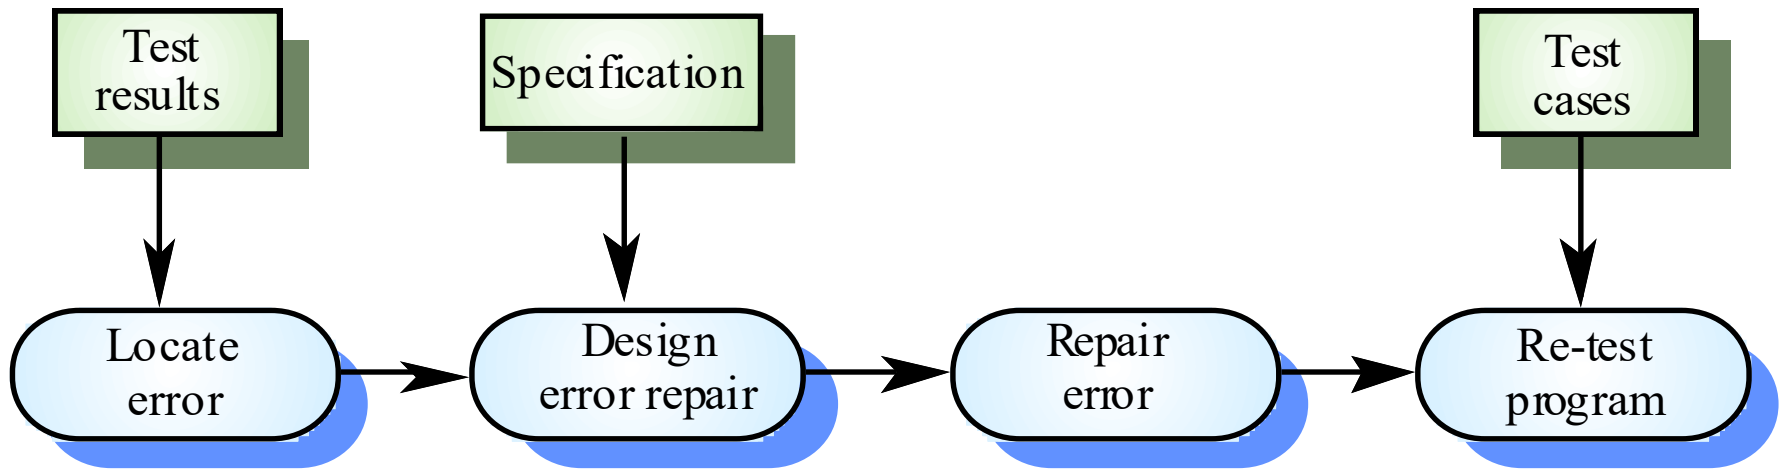 Test
results
Specification
Test
cases
Locate
error
Design
error repair
Repair
error
Re-test
program